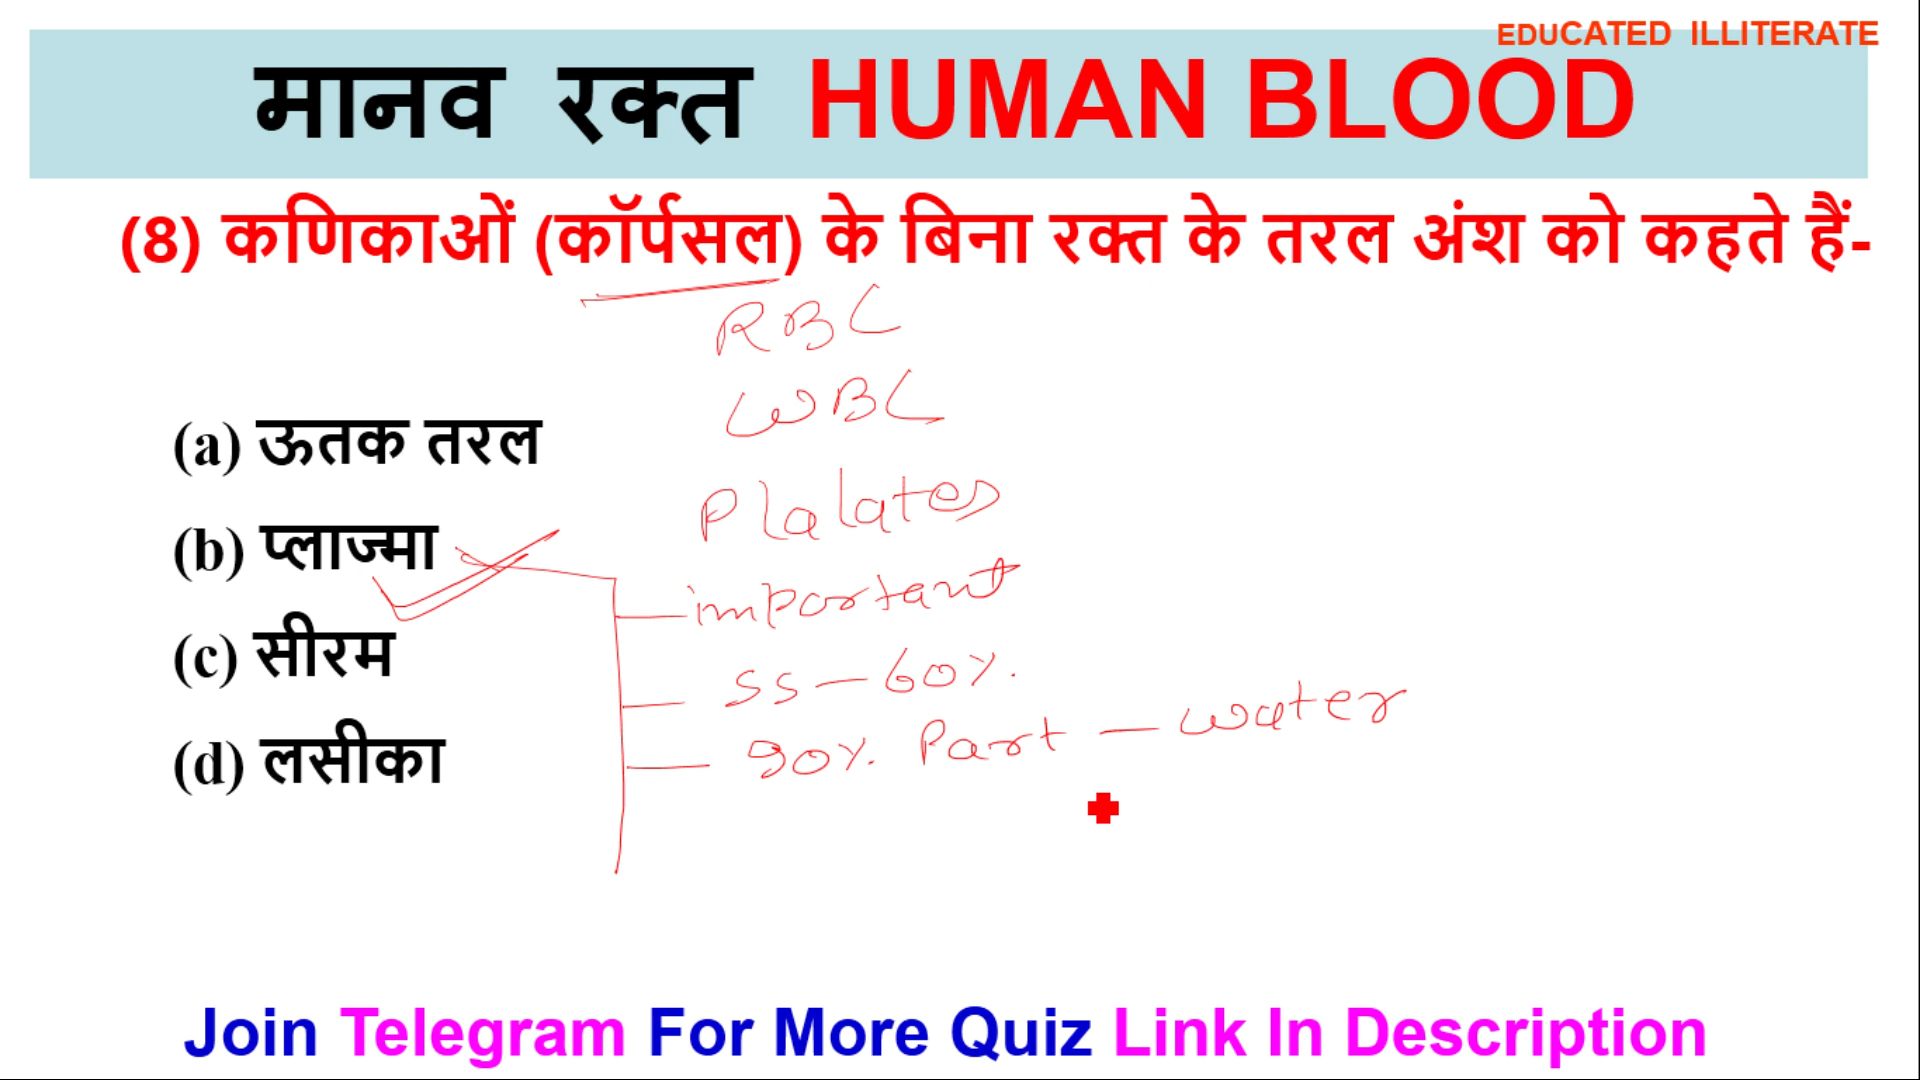 EDUCATED ILLITERATE
मानव रक्त HUMAN BLOOD
(8) कणिकाओं (कॉर्पसल) के बिना रक्त के तरल अंश को कहते हैं-
RBC
WBC
(a) ऊतक तरल
Plalates
(b) प्लाज्मा
important
(c) सीरम
SS - 60%.
90%. Part - water
(d) लसीका
Join Telegram For More Quiz Link In Description